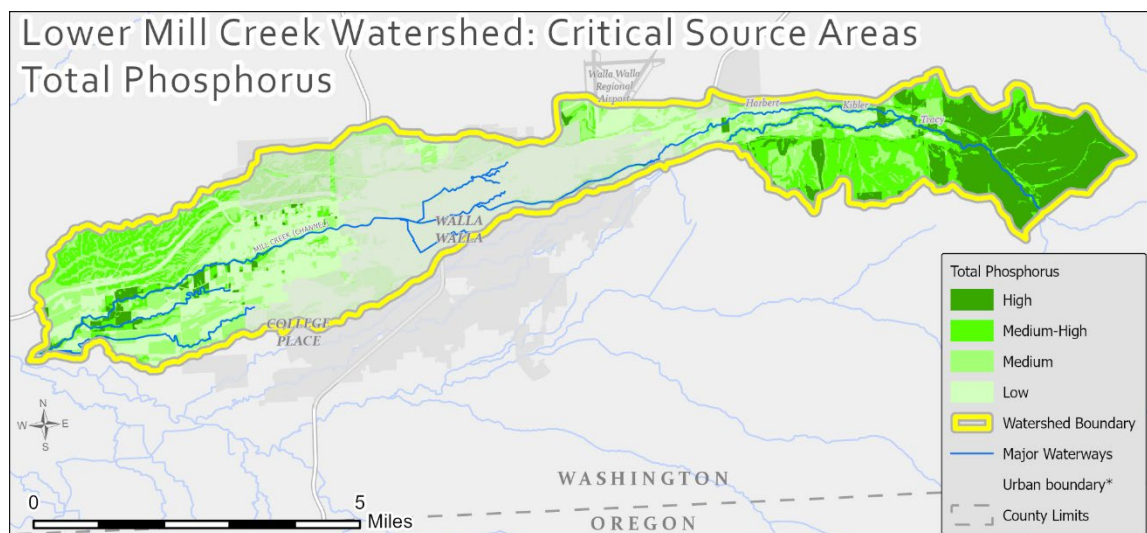 Lower Mill Creek Watershed: Critical Source Areas
Total Phosphorus
Walla Walla
Regional
Aiport
Harbert
Kibler
Tracy
MILL CREEK (CHANNEL)
WALLA
WALLA
COLLEGE
PLACE
N
W E
S
0 5
Miles
WASHINGTON
OREGON
Total Phosphorus
High
Medium-High
Medium
Low
Watershed Boundary
Major Waterways
Urban boundary*
County Limits